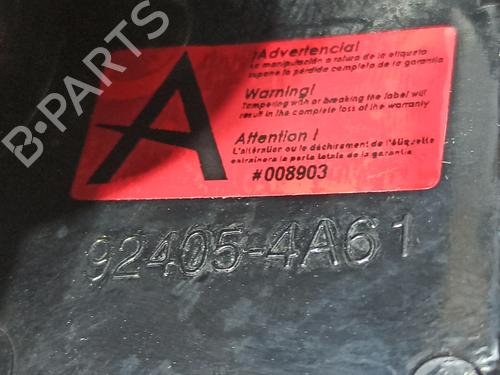 ¡Advertencia!
La manipulación o rotura de la etiqueta
supone la pérdida completa de la garantía
Warning!
Tampering with or breaking the label will
result in the complete loss of the warranty
Attention !
L'altération ou le déchirement de l'étiquette
entraînera la perte totale de la garantie
#008903
A
92405-4A61
B-PARTS